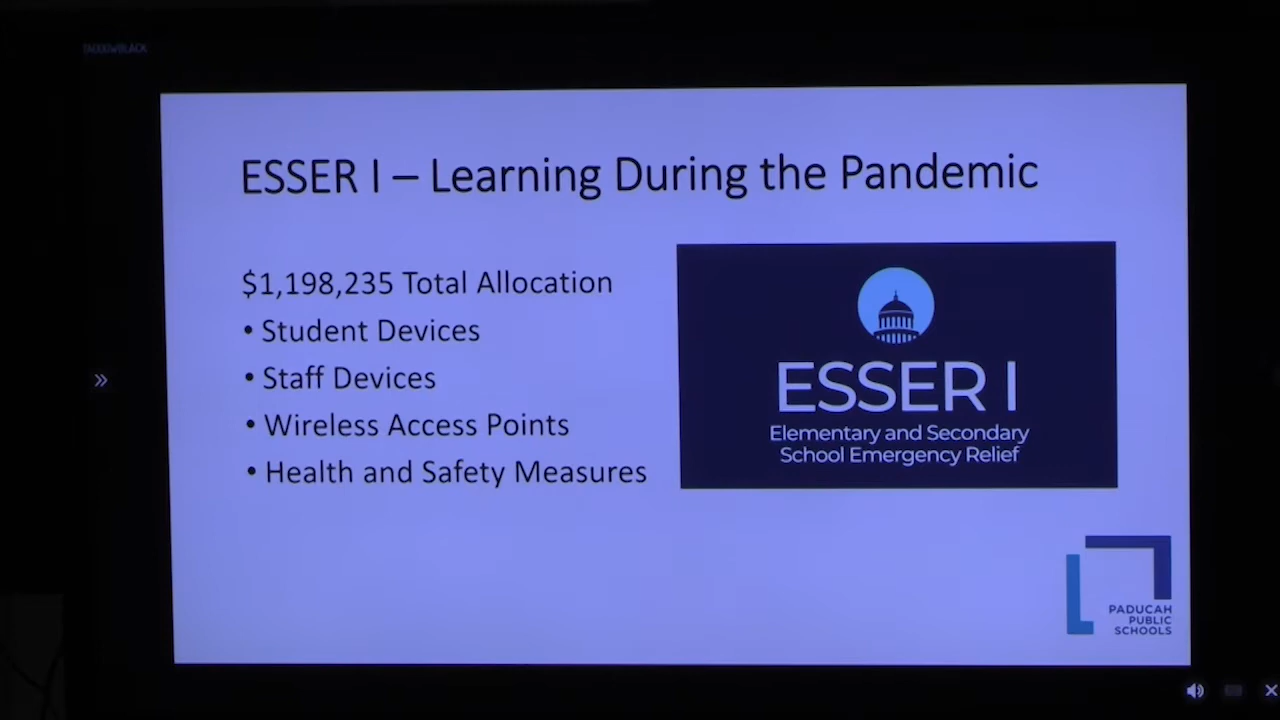 ESSER I – Learning During the Pandemic
$1,198,235 Total Allocation
• Student Devices
• Staff Devices
• Wireless Access Points
• Health and Safety Measures
ESSER I
Elementary and Secondary
School Emergency Relief
PADUCAH
PUBLIC
SCHOOLS